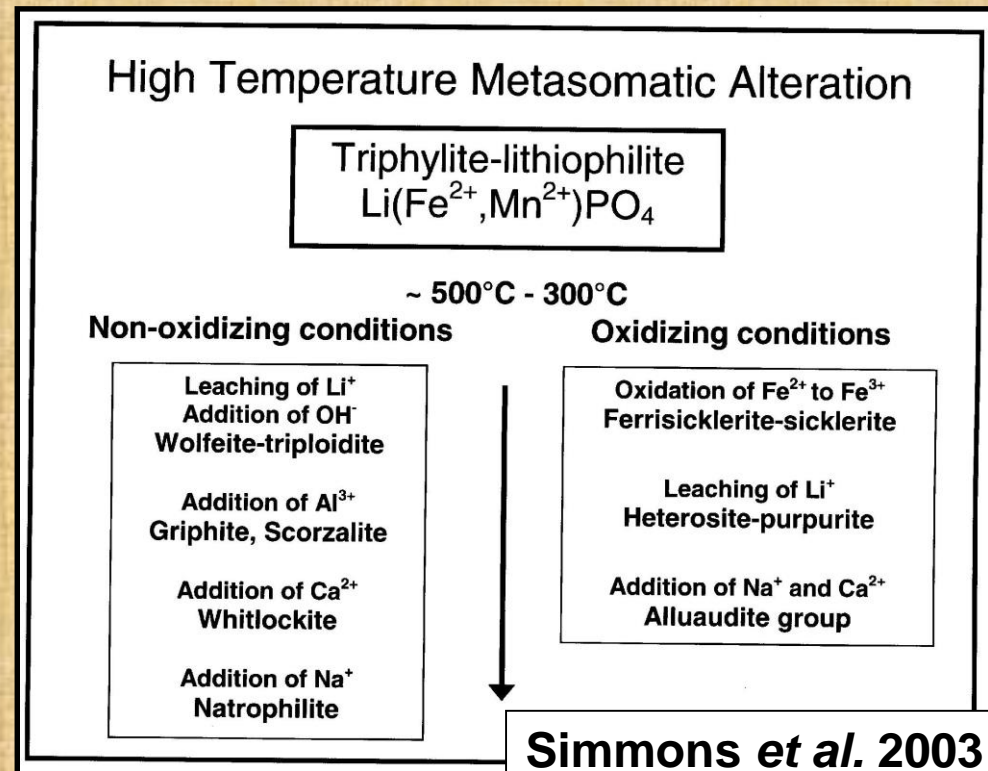 High Temperature Metasomatic Alteration
Triphylite-lithiophilite
Li(Fe²⁺,Mn²⁺)PO₄
~ 500°C - 300°C
Non-oxidizing conditions
Leaching of Li⁺
Addition of OH⁻
Wolfeite-triploidite
Addition of Al³⁺
Griphite, Scorzalite
Addition of Ca²⁺
Whitlockite
Addition of Na⁺
Natrophilite
Oxidizing conditions
Oxidation of Fe²⁺ to Fe³⁺
Ferrisicklerite-sicklerite
Leaching of Li⁺
Heterosite-purpurite
Addition of Na⁺ and Ca²⁺
Alluaudite group
Simmons et al. 2003